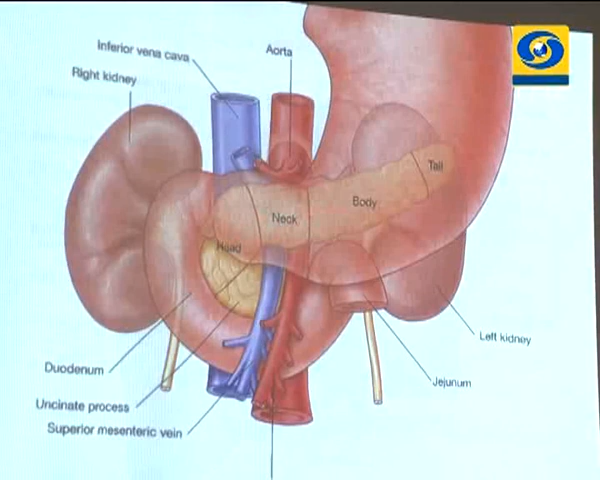 Inferior vena cava
Aorta
Right kidney
Tail
Body
Neck
Head
Left kidney
Duodenum
Jejunum
Uncinate process
Superior mesenteric vein